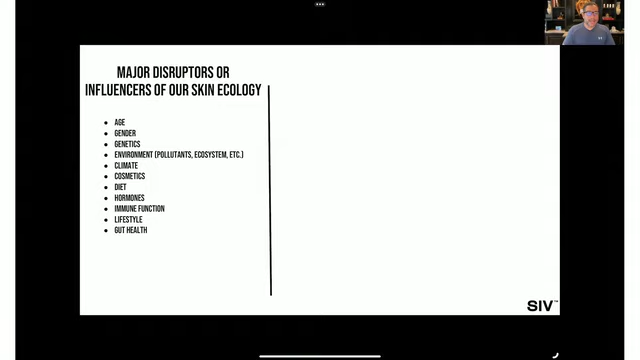 MAJOR DISRUPTORS OR
INFLUENCERS OF OUR SKIN ECOLOGY
• AGE
• GENDER
• GENETICS
• ENVIRONMENT (POLLUTANTS, ECOSYSTEM, ETC.)
• CLIMATE
• COSMETICS
• DIET
• HORMONES
• IMMUNE FUNCTION
• LIFESTYLE
• GUT HEALTH
SIV™